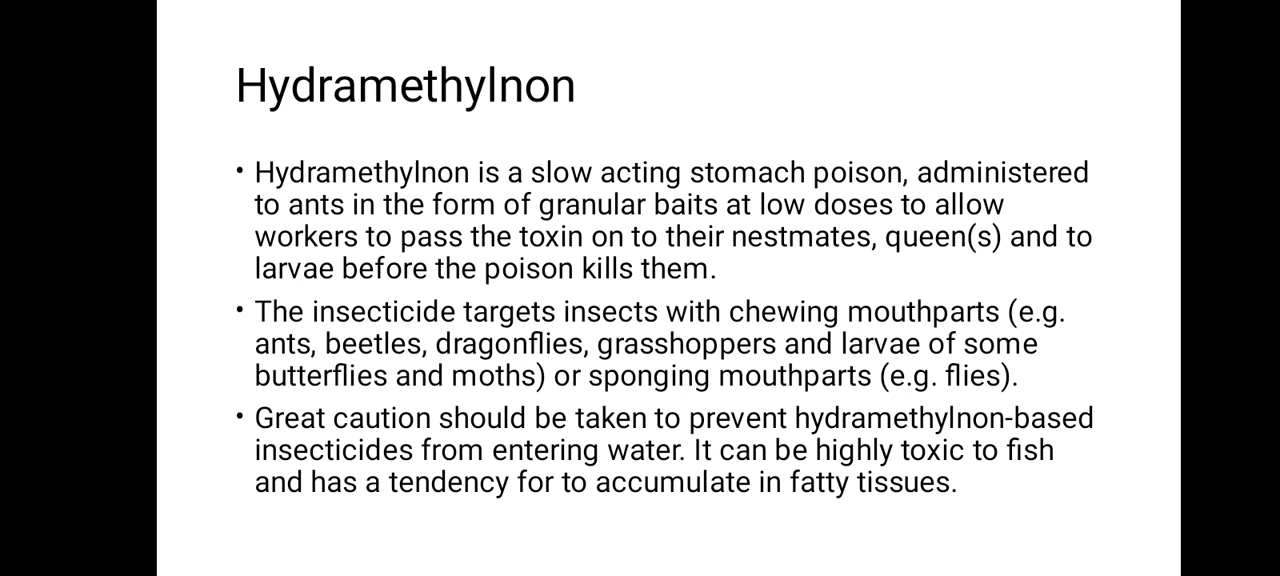 Hydramethylnon
• Hydramethylnon is a slow acting stomach poison, administered
to ants in the form of granular baits at low doses to allow
workers to pass the toxin on to their nestmates, queen(s) and to
larvae before the poison kills them.
• The insecticide targets insects with chewing mouthparts (e.g.
ants, beetles, dragonflies, grasshoppers and larvae of some
butterflies and moths) or sponging mouthparts (e.g. flies).
• Great caution should be taken to prevent hydramethylnon-based
insecticides from entering water. It can be highly toxic to fish
and has a tendency for to accumulate in fatty tissues.